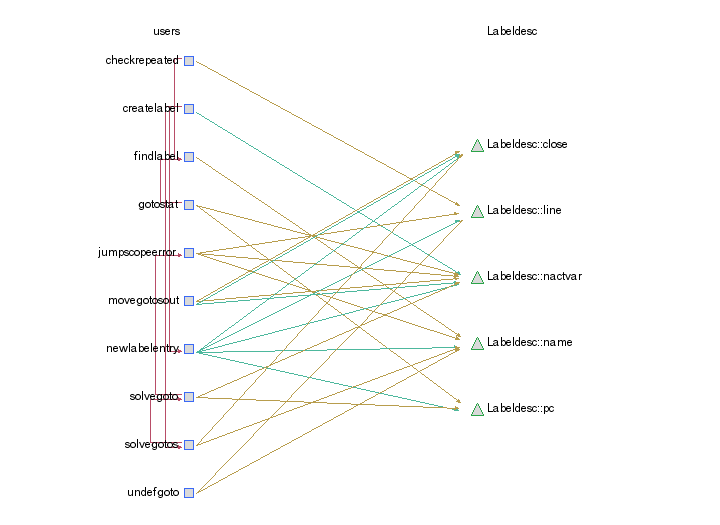 users
Labeldesc
checkrepeated
createlabel
Labeldesc::close
findlabel
gotostat
Labeldesc::line
jumpscopeerror
Labeldesc::nactvar
movegotosout
newlabelentry
Labeldesc::name
solvegoto
Labeldesc::pc
solvegotos
undefgoto